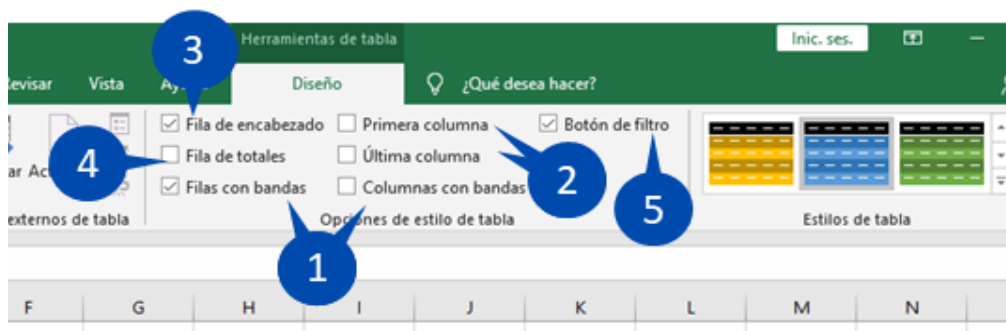 3
Herramientas de tabla
Inic. ses.
Revisar Vista Diseño ¿Qué desea hacer?
Fila de encabezado Primera columna Botón de filtro
4
Fila de totales Última columna
2
5
Filas con bandas Columnas con bandas
externos de tabla Opciones de estilo de tabla Estilos de tabla
1
F G H I J K L M N